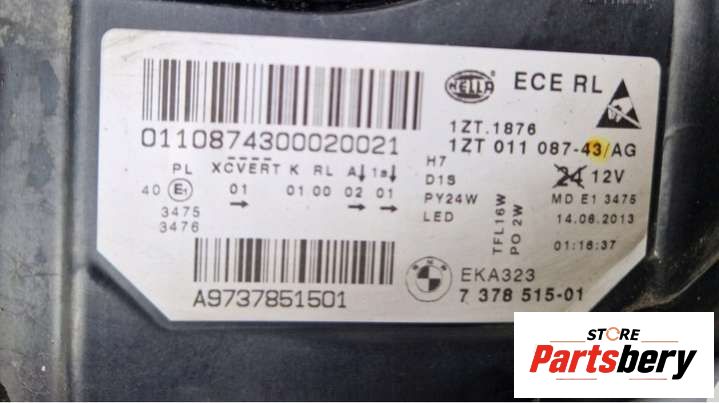 HELLA ECE RL
0110874300020021
1ZT.1876
1ZT 011 087-43/AG
PL XCVERT K RL A↓ 1a↓
40 E1 01 01 00 02 01
→ → →
3475
3476
H7
D1S
PY24W
LED
TFL16W
PO 2W
24 12V
MD E1 3475
14.06.2013
01:16:37
A9737851501
EKA323
7 378 515-01
STORE
Partsbery